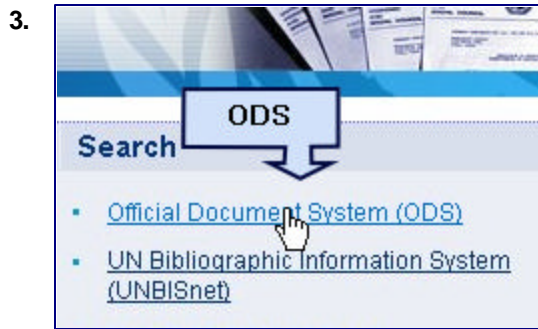 3.
ODS
Search
Official Document System (ODS)
UN Bibliographic Information System
(UNBISnet)